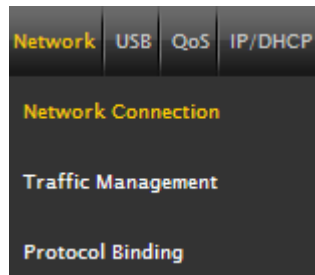 Network USB QoS IP/DHCP
Network Connection
Traffic Management
Protocol Binding